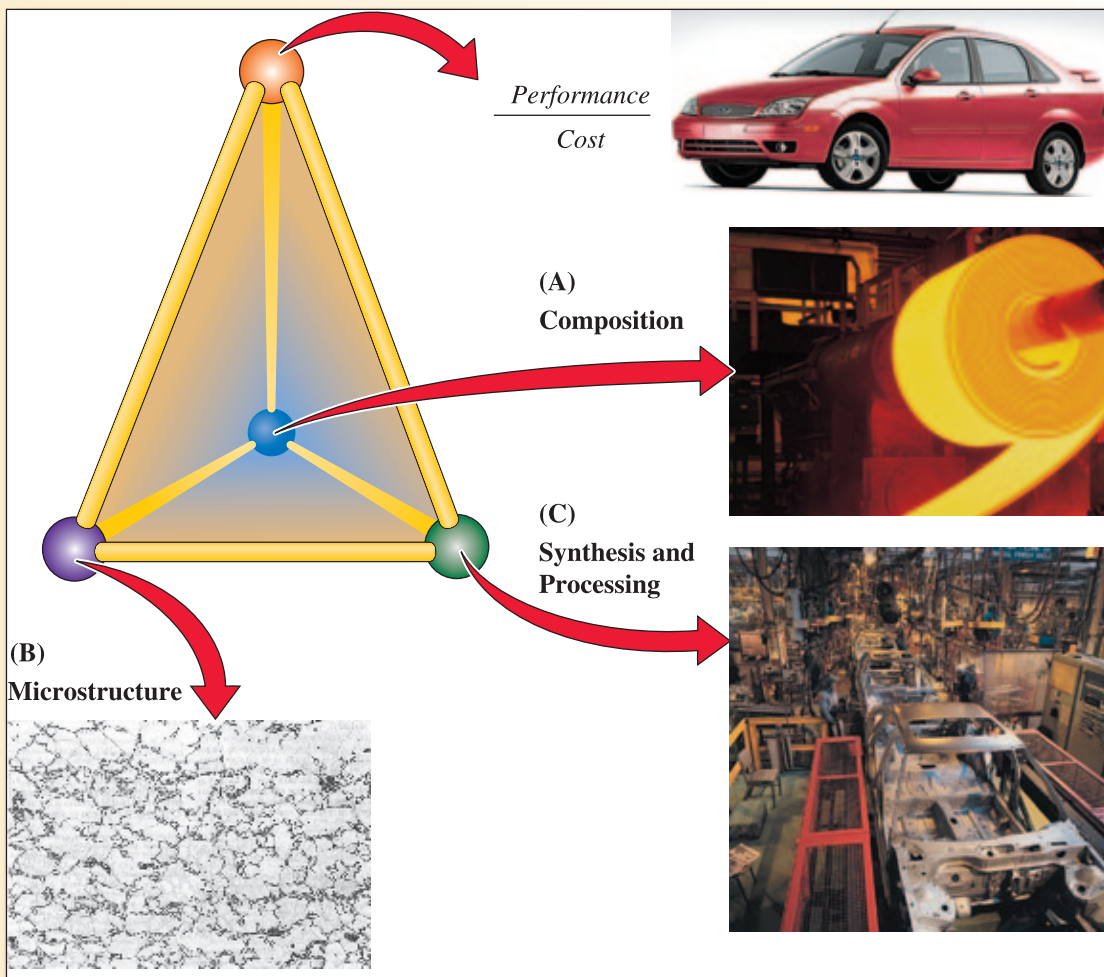 Performance
Cost
(A)
Composition
(C)
Synthesis and
Processing
(B)
Microstructure